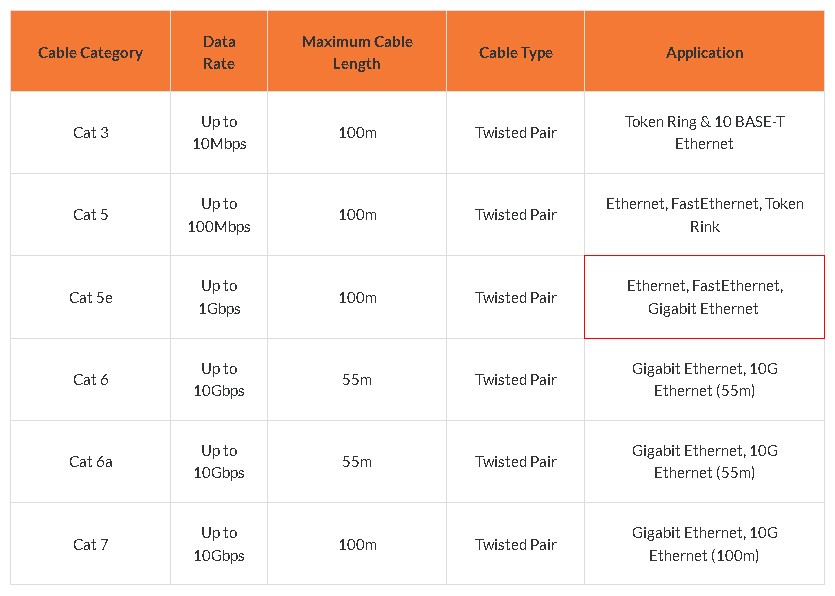 Cable Category
Data
Rate
Maximum Cable
Length
Cable Type
Application
Cat 3
Up to
10Mbps
100m
Twisted Pair
Token Ring & 10 BASE-T
Ethernet
Cat 5
Up to
100Mbps
100m
Twisted Pair
Ethernet, FastEthernet, Token
Rink
Cat 5e
Up to
1Gbps
100m
Twisted Pair
Ethernet, FastEthernet,
Gigabit Ethernet
Cat 6
Up to
10Gbps
55m
Twisted Pair
Gigabit Ethernet, 10G
Ethernet (55m)
Cat 6a
Up to
10Gbps
55m
Twisted Pair
Gigabit Ethernet, 10G
Ethernet (55m)
Cat 7
Up to
10Gbps
100m
Twisted Pair
Gigabit Ethernet, 10G
Ethernet (100m)